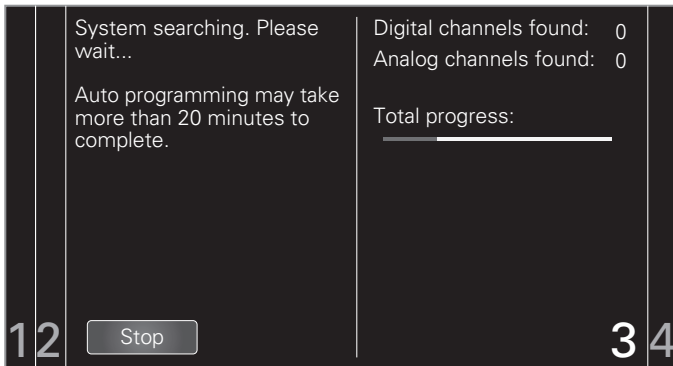 System searching. Please
wait...
Auto programming may take
more than 20 minutes to
complete.
Stop
Digital channels found: 0
Analog channels found: 0
Total progress:
1 2 3 4